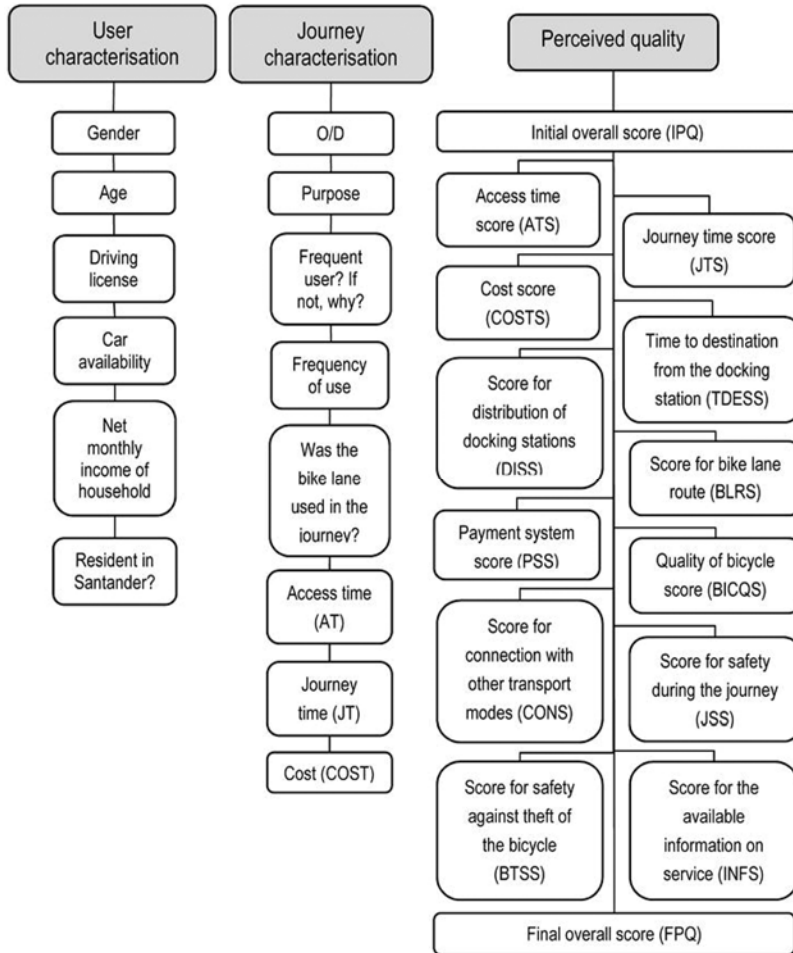 User
characterisation
Gender
Age
Driving
license
Car
availability
Net
monthly
income of
household
Resident in
Santander?
Journey
characterisation
O/D
Purpose
Frequent
user? If
not, why?
Frequency
of use
Was the
bike lane
used in the
journey?
Access time
(AT)
Journey
time (JT)
Cost (COST)
Perceived quality
Initial overall score (IPQ)
Access time
score (ATS)
Journey time score
(JTS)
Cost score
(COSTS)
Time to destination
from the docking
station (TDESS)
Score for
distribution of
docking stations
(DISS)
Score for bike lane
route (BLRS)
Payment system
score (PSS)
Quality of bicycle
score (BICQS)
Score for
connection with
other transport
modes (CONS)
Score for safety
during the journey
(JSS)
Score for safety
against theft of
the bicycle
(BTSS)
Score for the
available
information on
service (INFS)
Final overall score (FPQ)